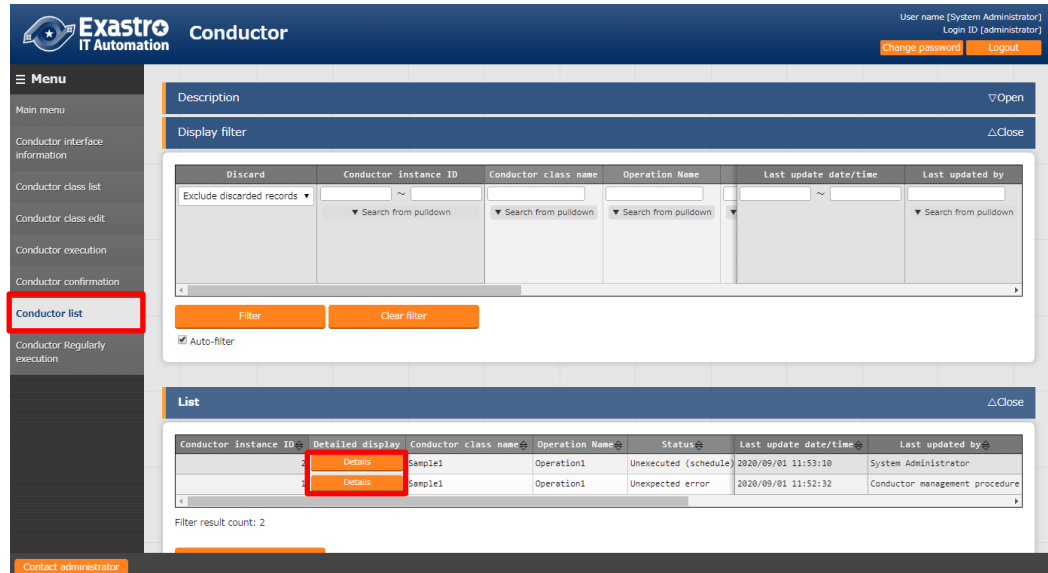 Exastro
IT Automation
Conductor
User name [System Administrator]
Login ID [administrator]
Change password
Logout
Menu
Main menu
Conductor interface
information
Conductor class list
Conductor class edit
Conductor execution
Conductor confirmation
Conductor list
Conductor Regularly
execution
Description
▽Open
Display filter
△Close
Discard Conductor instance ID Conductor class name Operation Name Last update date/time Last updated by
Exclude discarded records ▼ ~ ~
▼ Search from pulldown ▼ Search from pulldown ▼ Search from pulldown ▼ ▼ Search from pulldown
Filter
Clear filter
Auto-filter
List
△Close
Conductor instance ID Detailed display Conductor class name Operation Name Status Last update date/time Last updated by
2 Details Sample1 Operation1 Unexecuted (schedule) 2020/09/01 11:53:10 System Administrator
1 Details Sample1 Operation1 Unexpected error 2020/09/01 11:52:32 Conductor management procedure
Filter result count: 2
Contact administrator